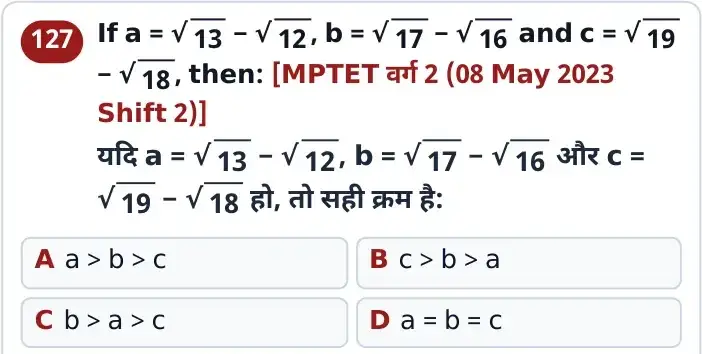 127 If a = √13 − √12, b = √17 − √16 and c = √19
− √18, then: [MPTET वर्ग 2 (08 May 2023
Shift 2)]
यदि a = √13 − √12, b = √17 − √16 और c =
√19 − √18 हो, तो सही क्रम है:
A a > b > c
B c > b > a
C b > a > c
D a = b = c